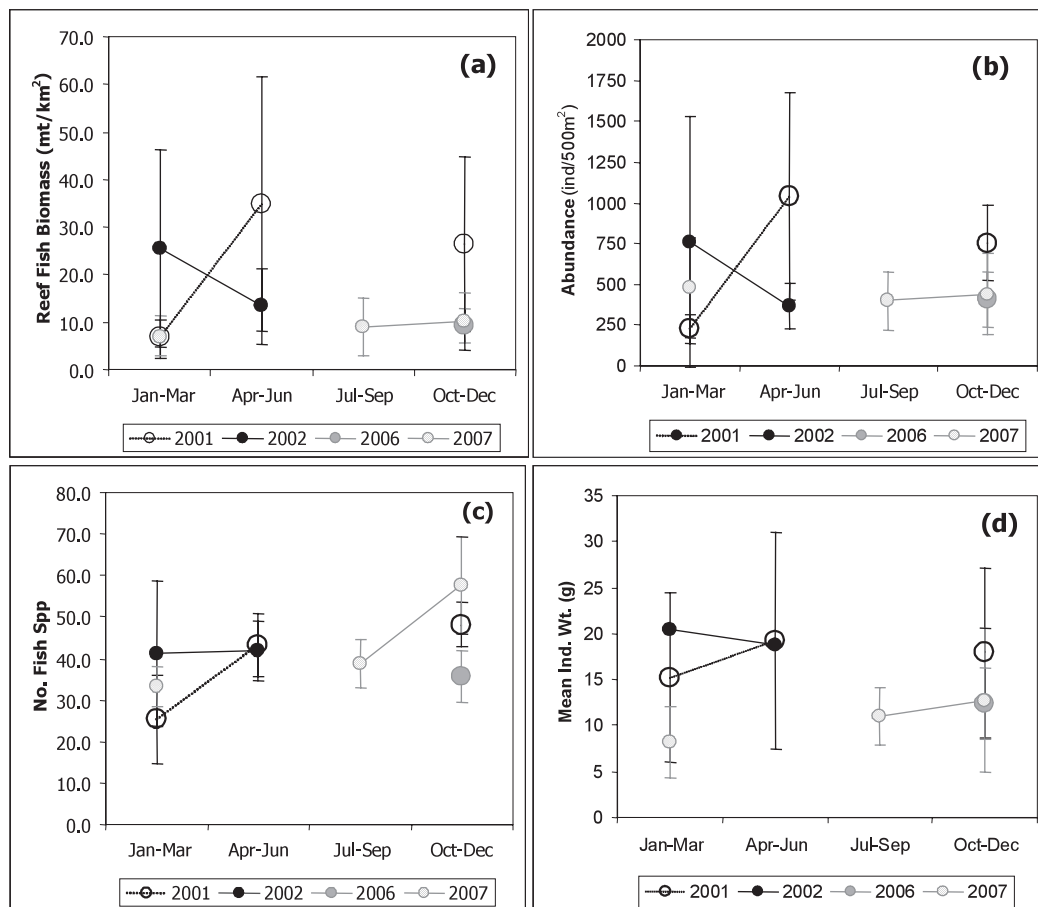 (a)
Reef Fish Biomass (mt/km²)
70.0
60.0
50.0
40.0
30.0
20.0
10.0
0.0
Jan-Mar Apr-Jun Jul-Sep Oct-Dec
2001 2002 2006 2007
(b)
Abundance (ind/500m²)
2000
1750
1500
1250
1000
750
500
250
0
Jan-Mar Apr-Jun Jul-Sep Oct-Dec
2001 2002 2006 2007
(c)
No. Fish Spp
80.0
70.0
60.0
50.0
40.0
30.0
20.0
10.0
0.0
Jan-Mar Apr-Jun Jul-Sep Oct-Dec
2001 2002 2006 2007
(d)
Mean Ind. Wt. (g)
35
30
25
20
15
10
5
0
Jan-Mar Apr-Jun Jul-Sep Oct-Dec
2001 2002 2006 2007